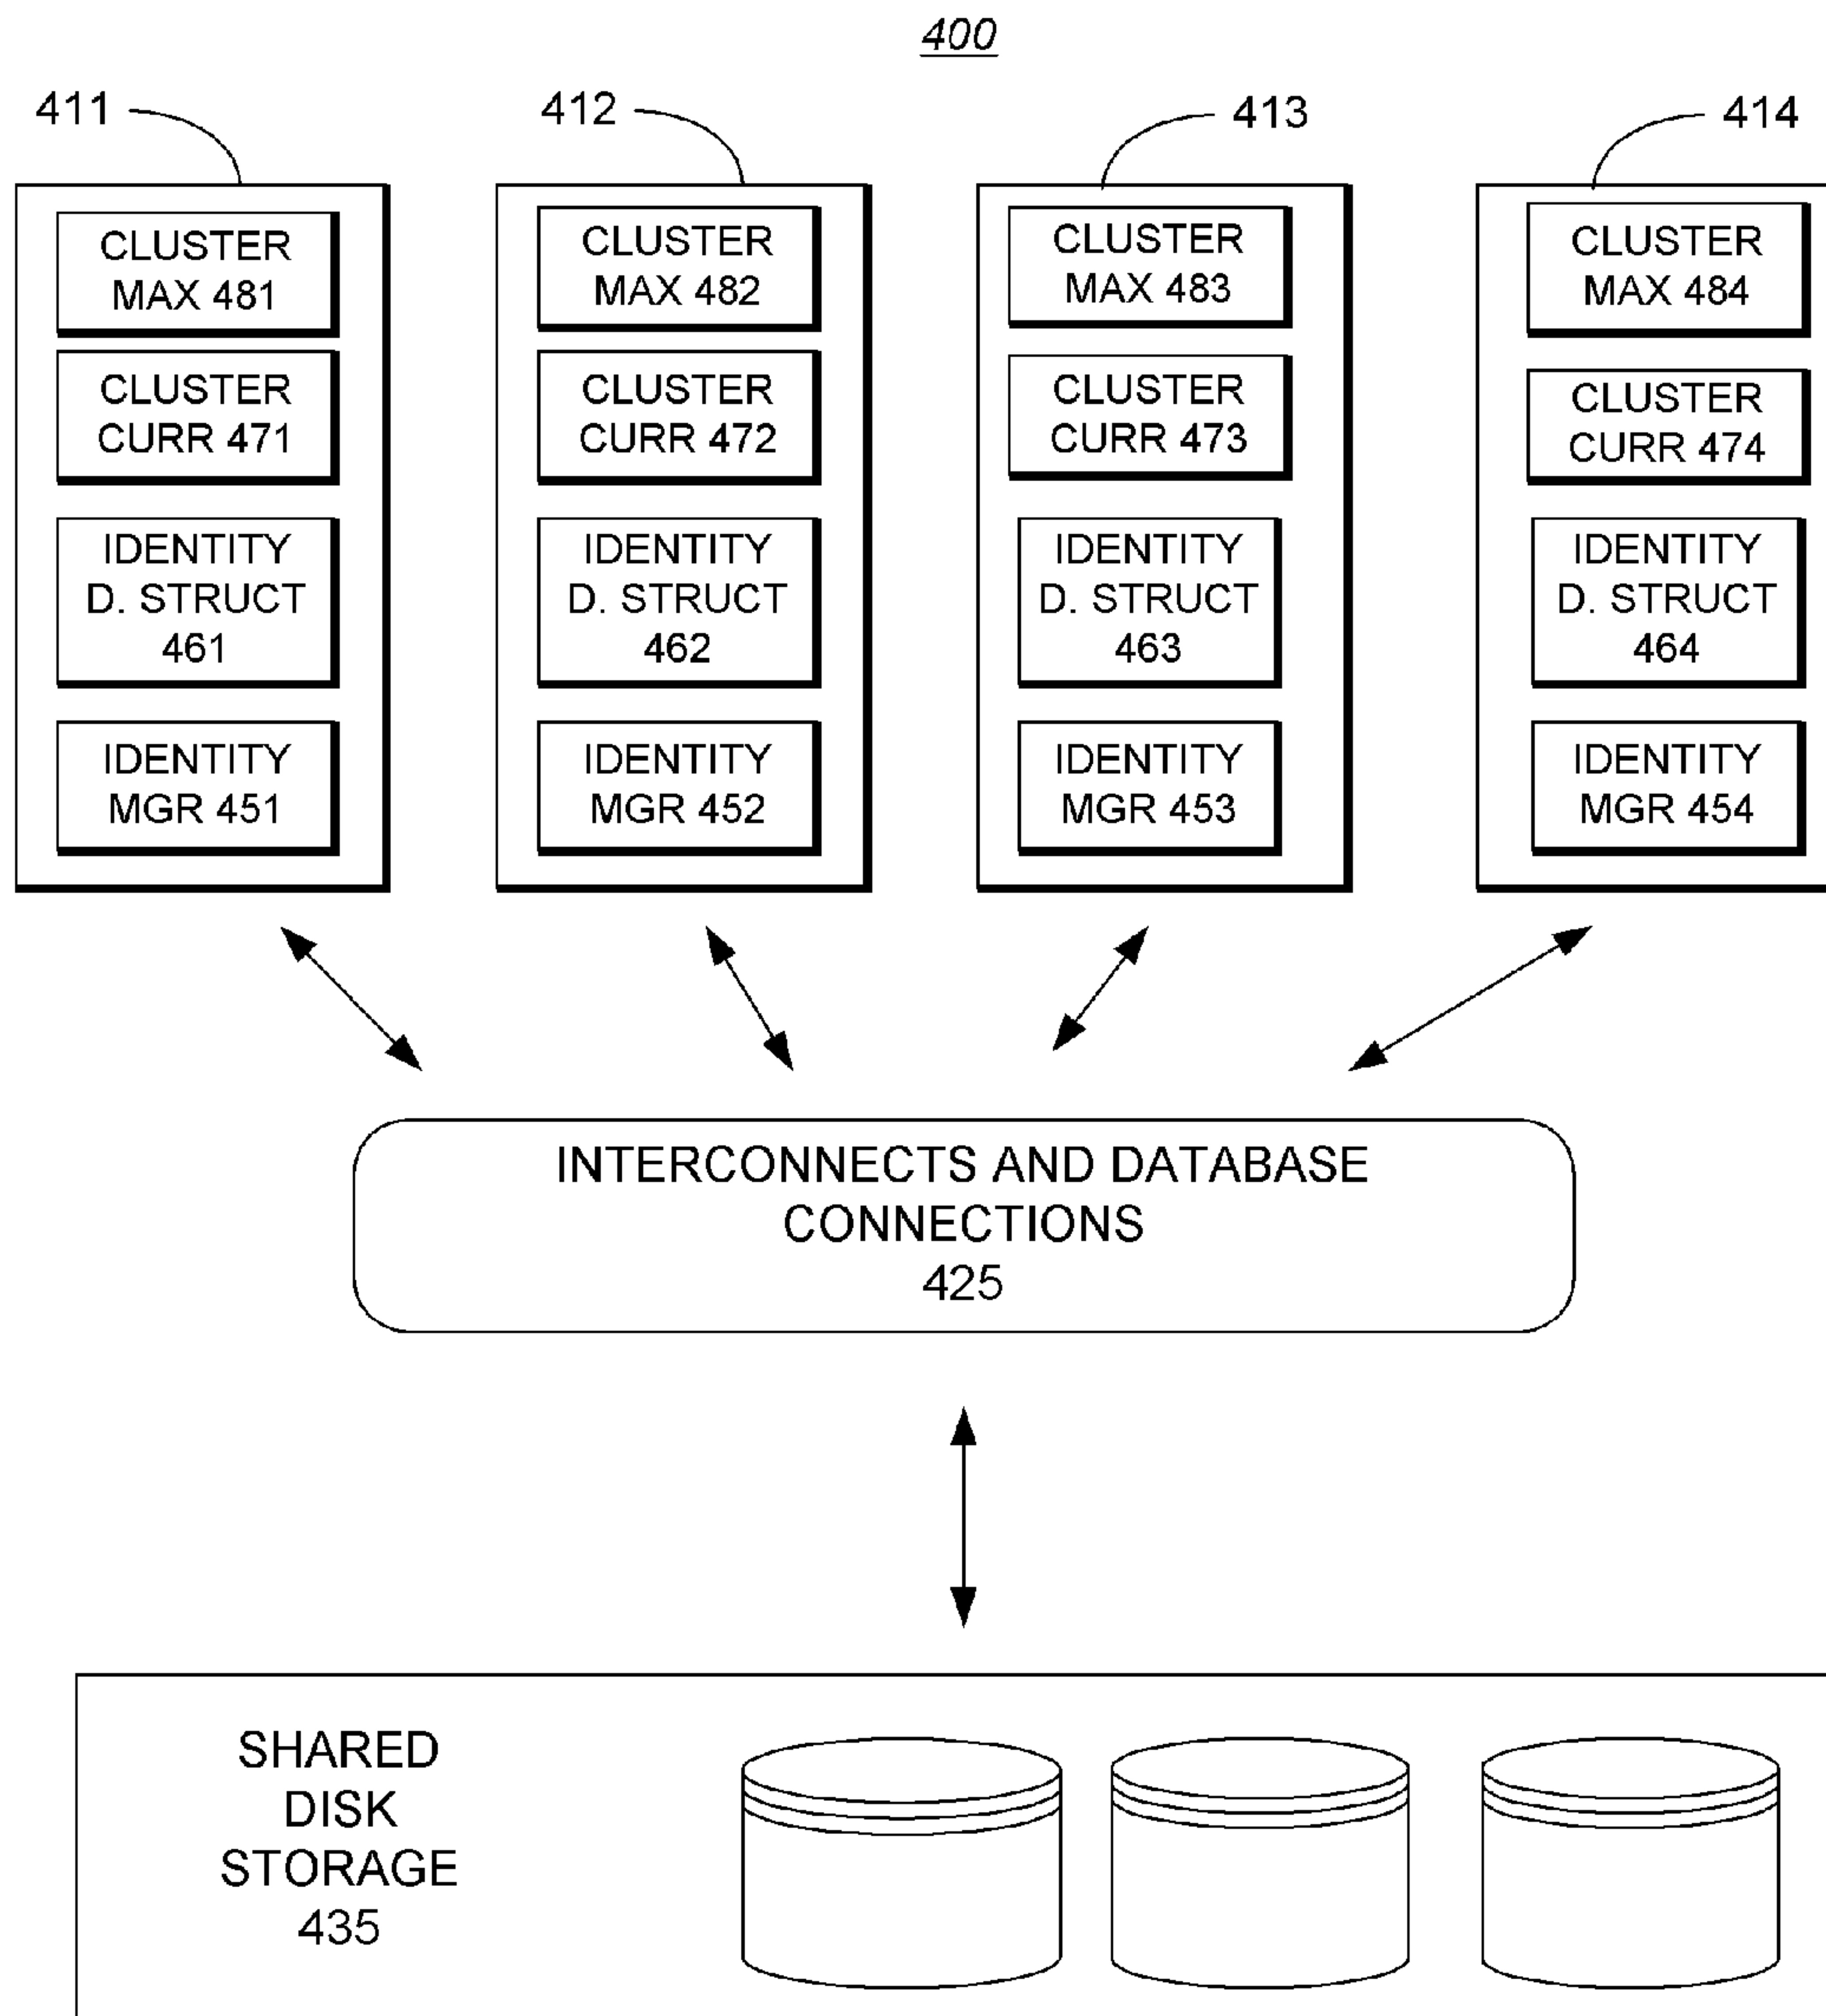 400
411
412
413
414
CLUSTER
MAX 481
CLUSTER
CURR 471
IDENTITY
D. STRUCT
461
IDENTITY
MGR 451
CLUSTER
MAX 482
CLUSTER
CURR 472
IDENTITY
D. STRUCT
462
IDENTITY
MGR 452
CLUSTER
MAX 483
CLUSTER
CURR 473
IDENTITY
D. STRUCT
463
IDENTITY
MGR 453
CLUSTER
MAX 484
CLUSTER
CURR 474
IDENTITY
D. STRUCT
464
IDENTITY
MGR 454
INTERCONNECTS AND DATABASE
CONNECTIONS
425
SHARED
DISK
STORAGE
435